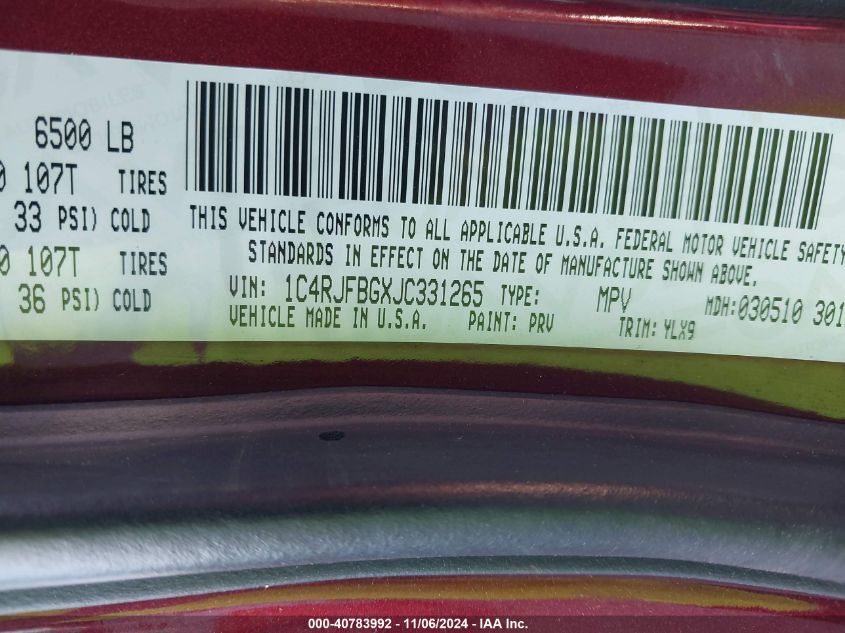 6500 LB
0 107T TIRES
33 PSI) COLD
0 107T TIRES
36 PSI) COLD
THIS VEHICLE CONFORMS TO ALL APPLICABLE U.S.A. FEDERAL MOTOR VEHICLE SAFETY
STANDARDS IN EFFECT ON THE DATE OF MANUFACTURE SHOWN ABOVE.
VIN: 1C4RJFBGXJC331265 TYPE: MPV MDH:030510 301
VEHICLE MADE IN U.S.A. PAINT: PRV TRIM: YLX9
000-40783992 - 11/06/2024 - IAA Inc.